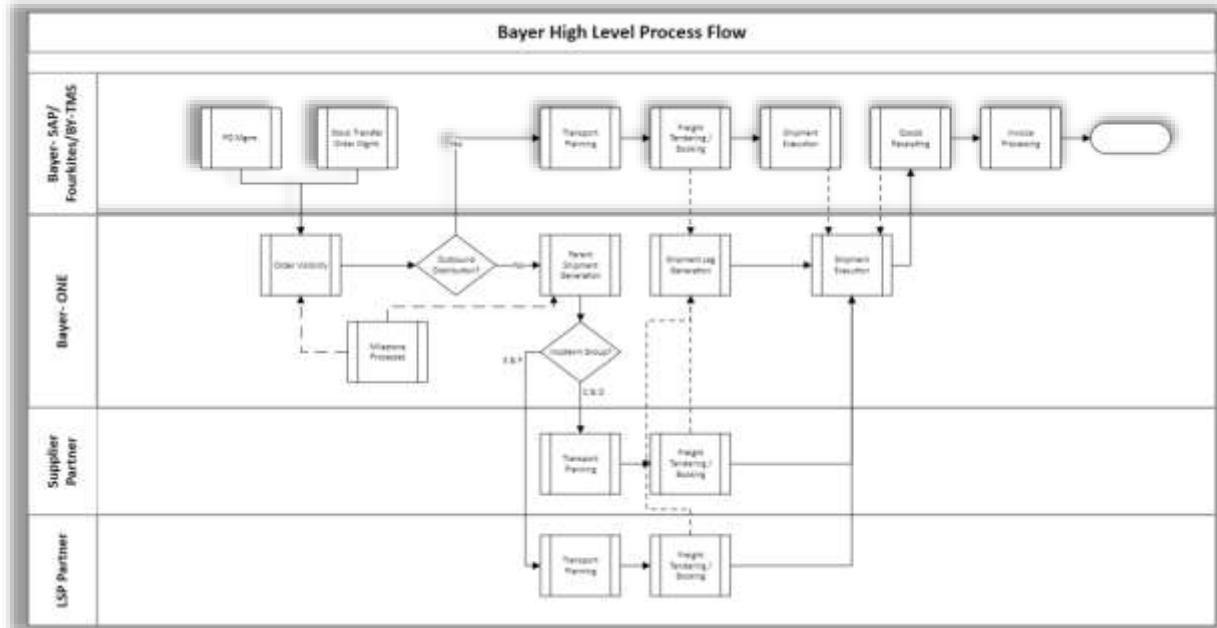 Bayer High Level Process Flow
Bayer- SAP/
Fourkites/BY-TMS
PO Mgmt
Stock Transfer
Order Mgmt
Transport
Planning
Freight
Tendering /
Booking
Shipment
Execution
Goods
Receipting
Invoice
Processing
Bayer- ONE
Order Visibility
Outbound
Distribution?
Parent
Shipment
Generation
Shipment Leg
Generation
Shipment
Execution
Milestone
Processes
Incoterm Group?
E & F
C & D
Supplier
Partner
Transport
Planning
Freight
Tendering /
Booking
LSP Partner
Transport
Planning
Freight
Tendering /
Booking